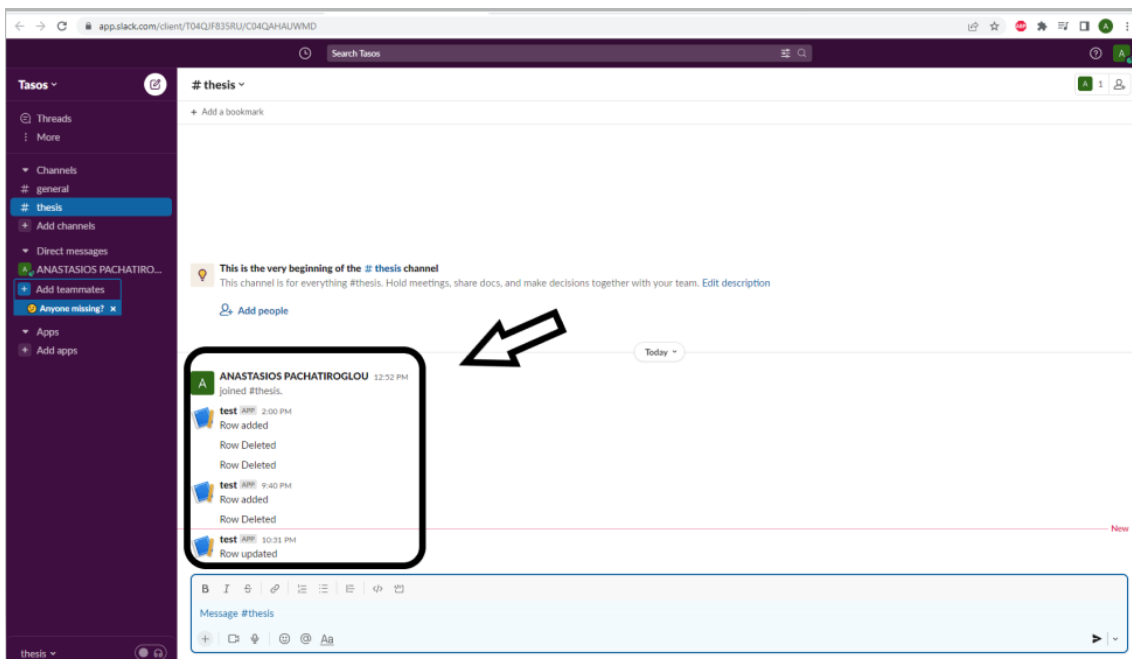 app.slack.com/client/T04QJF835RU/C04QAHAUWMD
Search Tasos
Tasos
# thesis
1
+ Add a bookmark
Threads
More
Channels
# general
# thesis
+ Add channels
Direct messages
A ANASTASIOS PACHATIRO...
+ Add teammates
Anyone missing? ×
Apps
+ Add apps
This is the very beginning of the # thesis channel
This channel is for everything #thesis. Hold meetings, share docs, and make decisions together with your team. Edit description
Add people
Today
A ANASTASIOS PACHATIROGLOU 12:52 PM
joined #thesis.
test APP 2:00 PM
Row added
Row Deleted
Row Deleted
test APP 9:40 PM
Row added
Row Deleted
New
test APP 10:31 PM
Row updated
B I S
Message #thesis
+ @ Aa
thesis